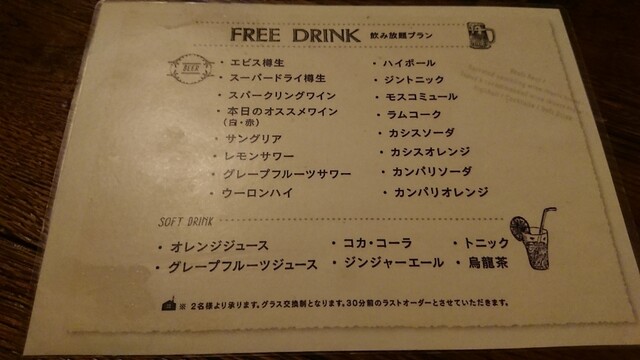 FREE DRINK 飲み放題プラン
BEER
・エビス樽生
・スーパードライ樽生
・スパークリングワイン
・本日のオススメワイン
(白・赤)
・サングリア
・レモンサワー
・グレープフルーツサワー
・ウーロンハイ
・ハイボール
・ジントニック
・モスコミュール
・ラムコーク
・カシスソーダ
・カシスオレンジ
・カンパリソーダ
・カンパリオレンジ
SOFT DRINK
・オレンジジュース ・コカ・コーラ ・トニック
・グレープフルーツジュース ・ジンジャーエール ・烏龍茶
※ 2名様より承ります。グラス交換制となります。30分前のラストオーダーとさせていただきます。